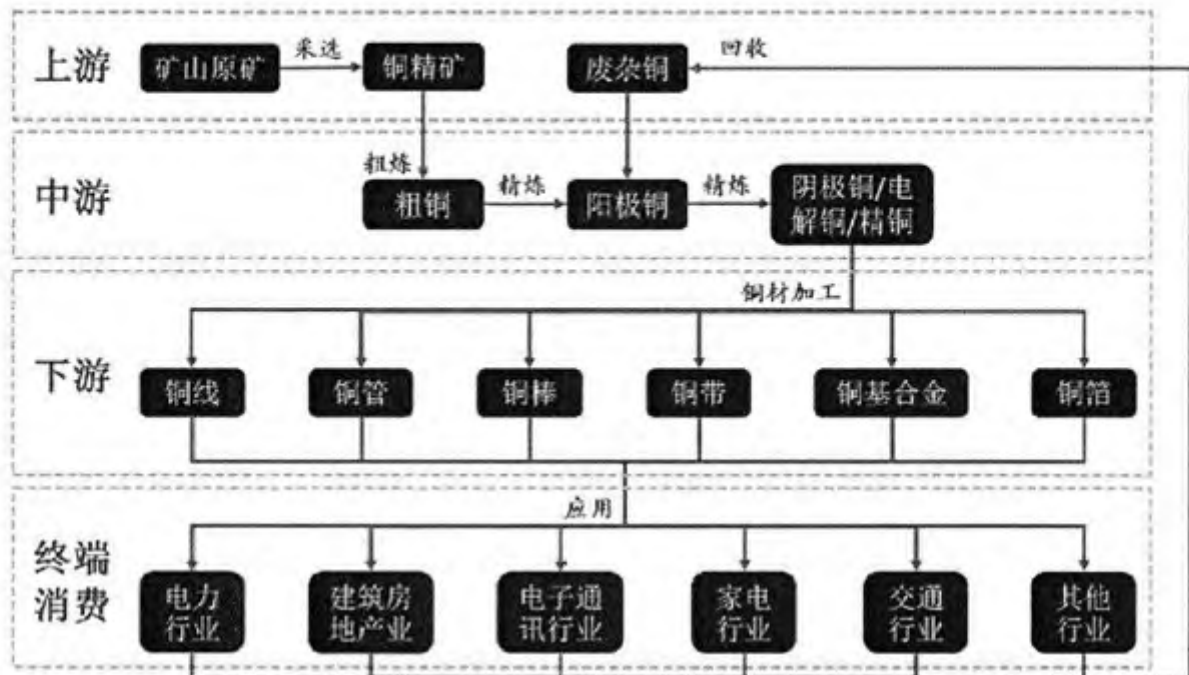 上游
矿山原矿
采选
铜精矿
废杂铜
回收
中游
粗炼
粗铜
精炼
阳极铜
精炼
阴极铜/电
解铜/精铜
下游
铜材加工
铜线
铜管
铜棒
铜带
铜基合金
铜箔
终端
消费
应用
电力
行业
建筑房
地产业
电子通
讯行业
家电
行业
交通
行业
其他
行业